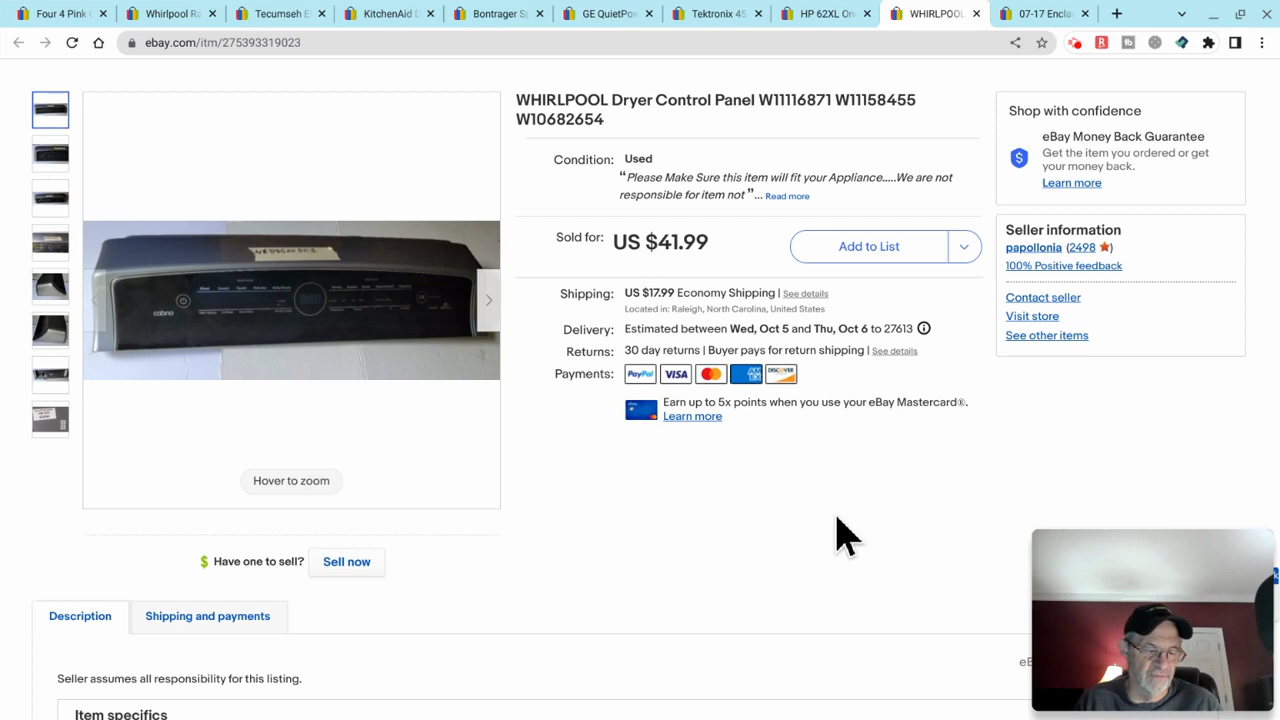 Four 4 Pink (
Whirlpool Ra
Tecumseh E
KitchenAid D
Bontrager Sp
GE QuietPov
Tektronix 45
HP 62XL On
WHIRLPOOL
07-17 Encla
ebay.com/itm/275393319023
WHIRLPOOL Dryer Control Panel W11116871 W11158455
W10682654
Condition: Used
“Please Make Sure this item will fit your Appliance.....We are not
responsible for item not ”... Read more
Sold for: US $41.99
Add to List
Shipping: US $17.99 Economy Shipping | See details
Located in: Raleigh, North Carolina, United States
Delivery: Estimated between Wed, Oct 5 and Thu, Oct 6 to 27613
Returns: 30 day returns | Buyer pays for return shipping | See details
Payments: PayPal VISA DISCOVER
Earn up to 5x points when you use your eBay Mastercard®.
Learn more
Shop with confidence
eBay Money Back Guarantee
Get the item you ordered or get
your money back.
Learn more
Seller information
papollonia (2498)
100% Positive feedback
Contact seller
Visit store
See other items
cabrio
Hover to zoom
Have one to sell? Sell now
Description
Shipping and payments
Seller assumes all responsibility for this listing.
Item specifics